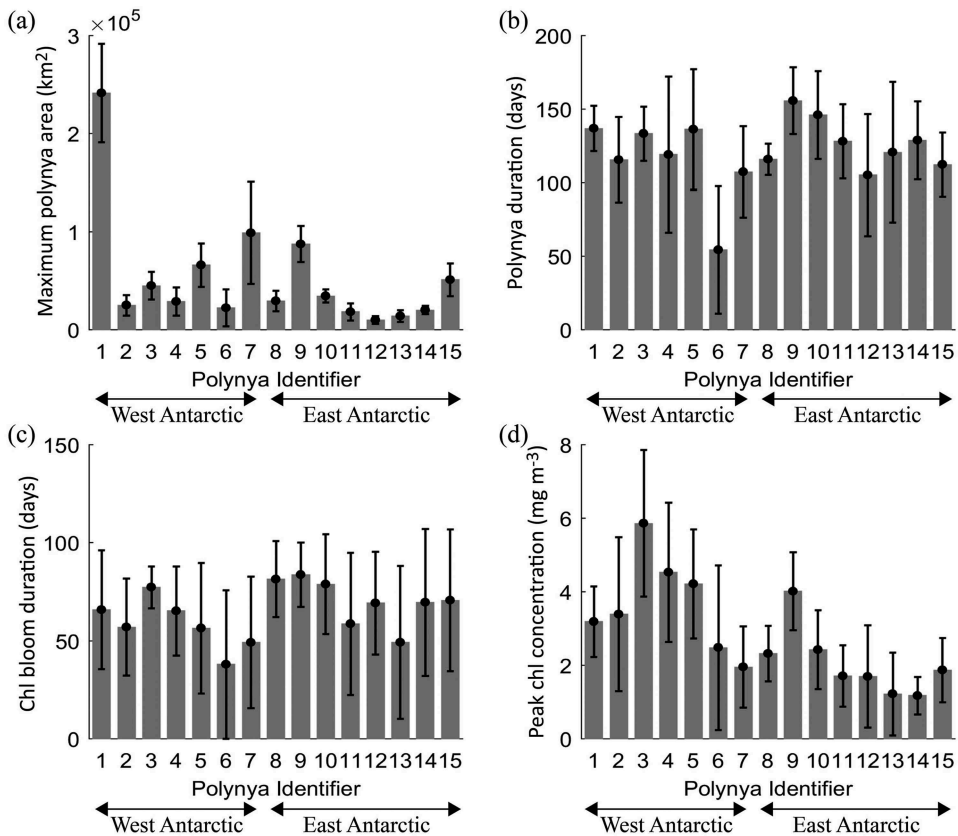 (a)
×10⁵
Maximum polynya area (km²)
3
2
1
0
1 2 3 4 5 6 7 8 9 10 11 12 13 14 15
Polynya Identifier
West Antarctic East Antarctic
(b)
Polynya duration (days)
200
150
100
50
0
1 2 3 4 5 6 7 8 9 10 11 12 13 14 15
Polynya Identifier
West Antarctic East Antarctic
(c)
Chl bloom duration (days)
150
100
50
0
1 2 3 4 5 6 7 8 9 10 11 12 13 14 15
Polynya Identifier
West Antarctic East Antarctic
(d)
Peak chl concentration (mg m⁻³)
8
6
4
2
0
1 2 3 4 5 6 7 8 9 10 11 12 13 14 15
Polynya Identifier
West Antarctic East Antarctic